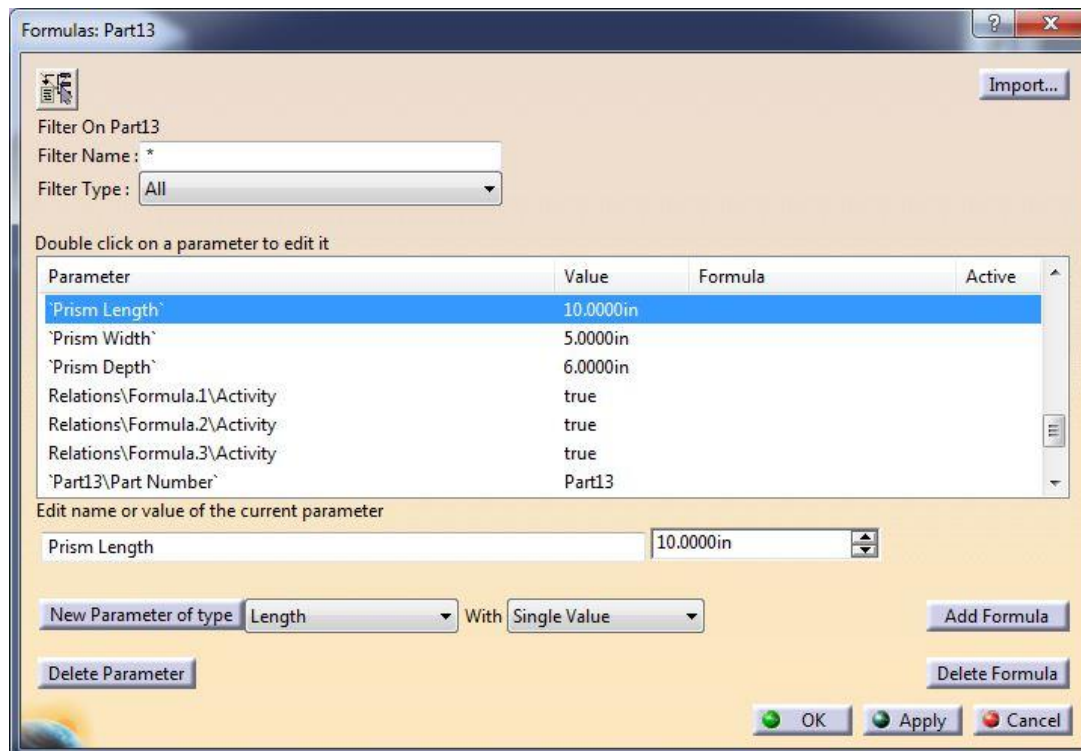 Formulas: Part13
? X
Import...
Filter On Part13
Filter Name : *
Filter Type : All
Double click on a parameter to edit it
Parameter Value Formula Active
`Prism Length` 10.0000in
`Prism Width` 5.0000in
`Prism Depth` 6.0000in
Relations\Formula.1\Activity true
Relations\Formula.2\Activity true
Relations\Formula.3\Activity true
`Part13\Part Number` Part13
Edit name or value of the current parameter
Prism Length 10.0000in
New Parameter of type Length With Single Value Add Formula
Delete Parameter Delete Formula
OK Apply Cancel